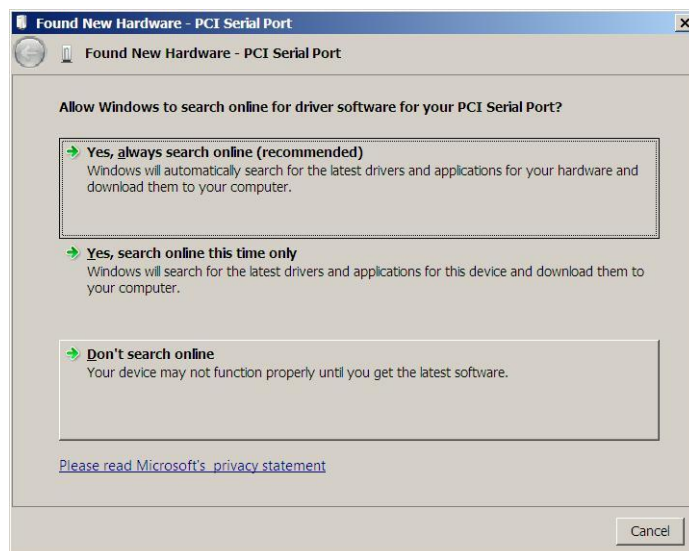 Found New Hardware - PCI Serial Port
Found New Hardware - PCI Serial Port
Allow Windows to search online for driver software for your PCI Serial Port?
Yes, always search online (recommended)
Windows will automatically search for the latest drivers and applications for your hardware and
download them to your computer.
Yes, search online this time only
Windows will search for the latest drivers and applications for this device and download them to
your computer.
Don't search online
Your device may not function properly until you get the latest software.
Please read Microsoft's privacy statement
Cancel